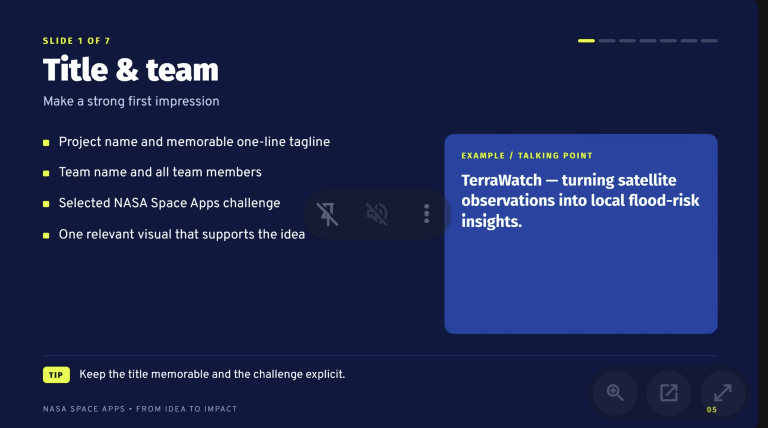 SLIDE 1 OF 7
Title & team
Make a strong first impression
Project name and memorable one-line tagline
Team name and all team members
Selected NASA Space Apps challenge
One relevant visual that supports the idea
EXAMPLE / TALKING POINT
TerraWatch — turning satellite
observations into local flood-risk
insights.
TIP Keep the title memorable and the challenge explicit.
NASA SPACE APPS • FROM IDEA TO IMPACT
05